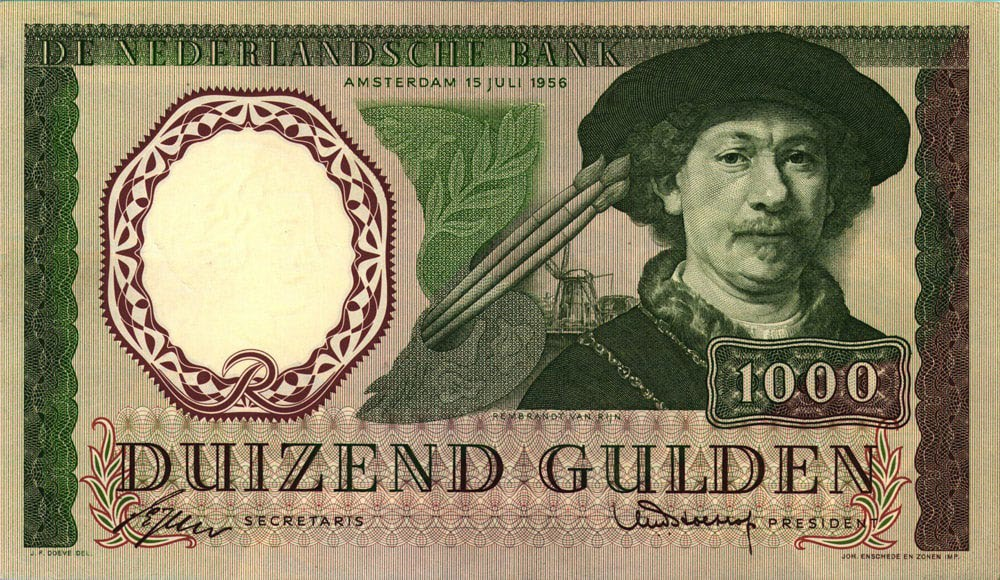 DE NEDERLANDSCHE BANK
AMSTERDAM 15 JULI 1956
R
REMBRANDT VAN RIJN
1000
DUIZEND GULDEN
SECRETARIS
PRESIDENT
J. F. DOEVE DEL.
JOH. ENSCHEDE EN ZONEN IMP.